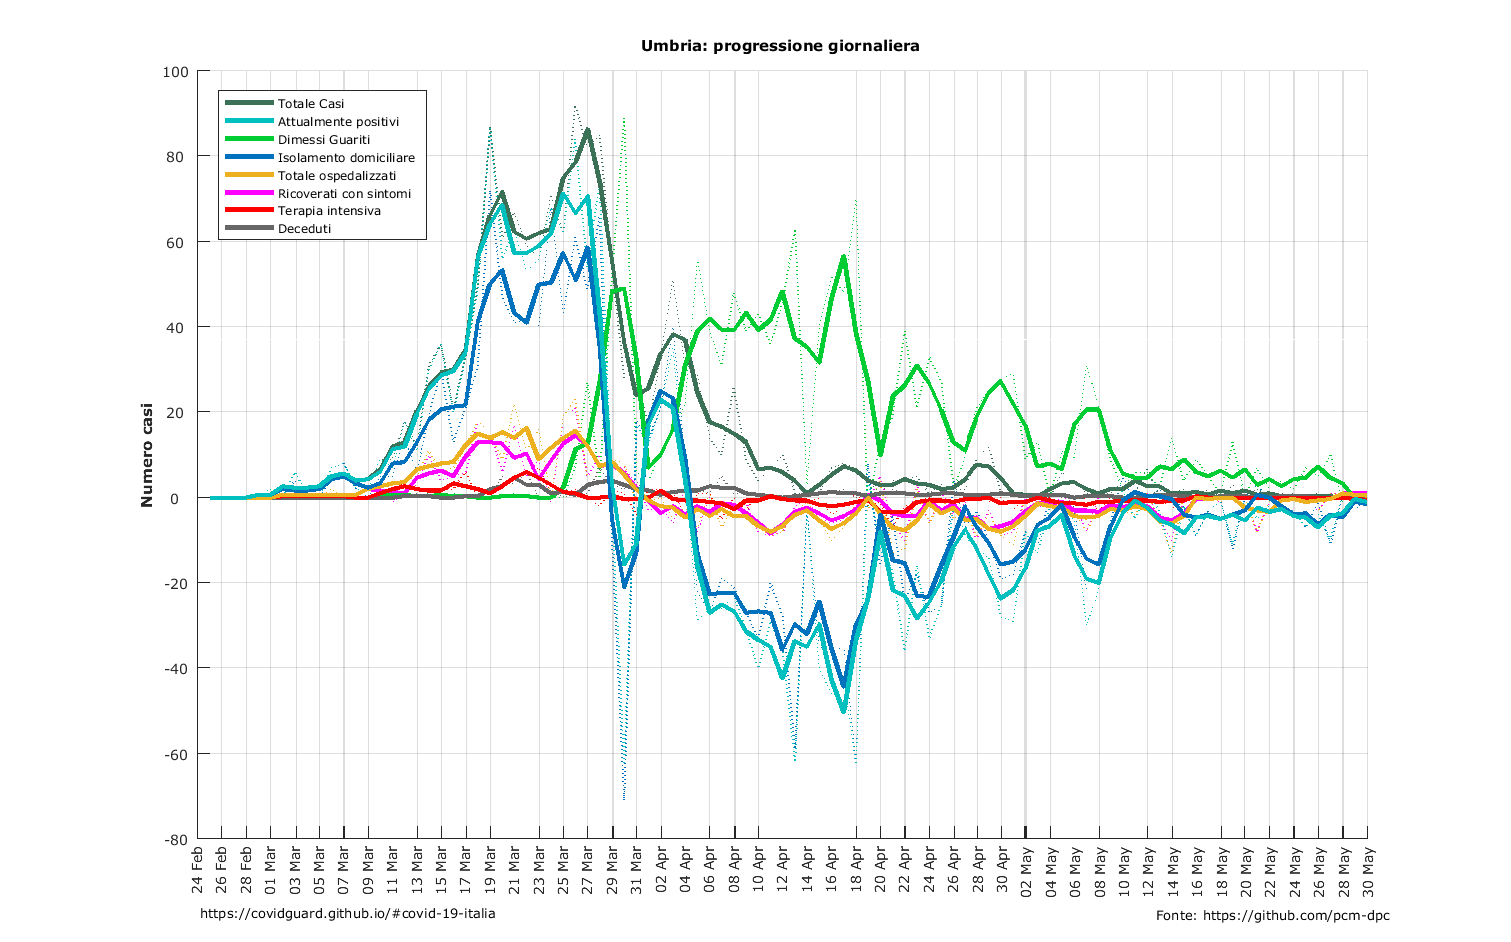 Umbria: progressione giornaliera
100
80
60
40
20
0
-20
-40
-60
-80
Numero casi
Totale Casi
Attualmente positivi
Dimessi Guariti
Isolamento domiciliare
Totale ospedalizzati
Ricoverati con sintomi
Terapia intensiva
Deceduti
24 Feb
26 Feb
28 Feb
01 Mar
03 Mar
05 Mar
07 Mar
09 Mar
11 Mar
13 Mar
15 Mar
17 Mar
19 Mar
21 Mar
23 Mar
25 Mar
27 Mar
29 Mar
31 Mar
02 Apr
04 Apr
06 Apr
08 Apr
10 Apr
12 Apr
14 Apr
16 Apr
18 Apr
20 Apr
22 Apr
24 Apr
26 Apr
28 Apr
30 Apr
02 May
04 May
06 May
08 May
10 May
12 May
14 May
16 May
18 May
20 May
22 May
24 May
26 May
28 May
30 May
https://covidguard.github.io/#covid-19-italia
Fonte: https://github.com/pcm-dpc